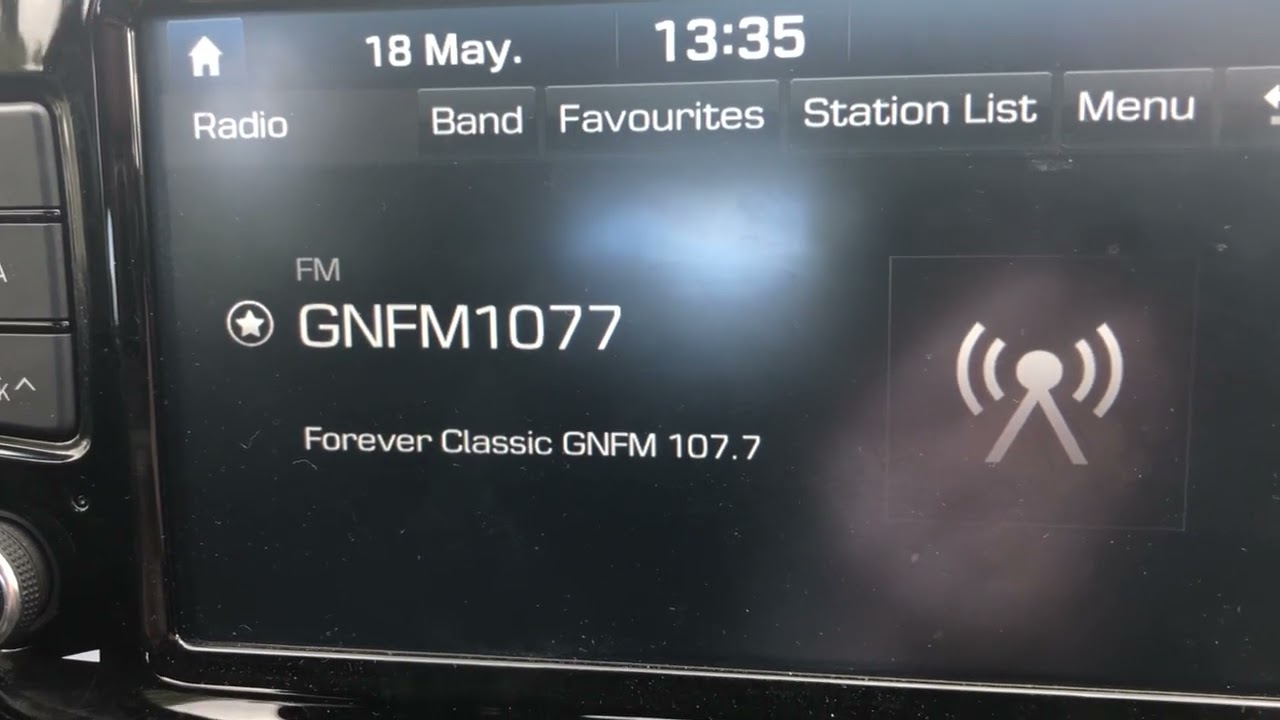 18 May. 13:35
Radio Band Favourites Station List Menu
FM
GNFM1077
Forever Classic GNFM 107.7